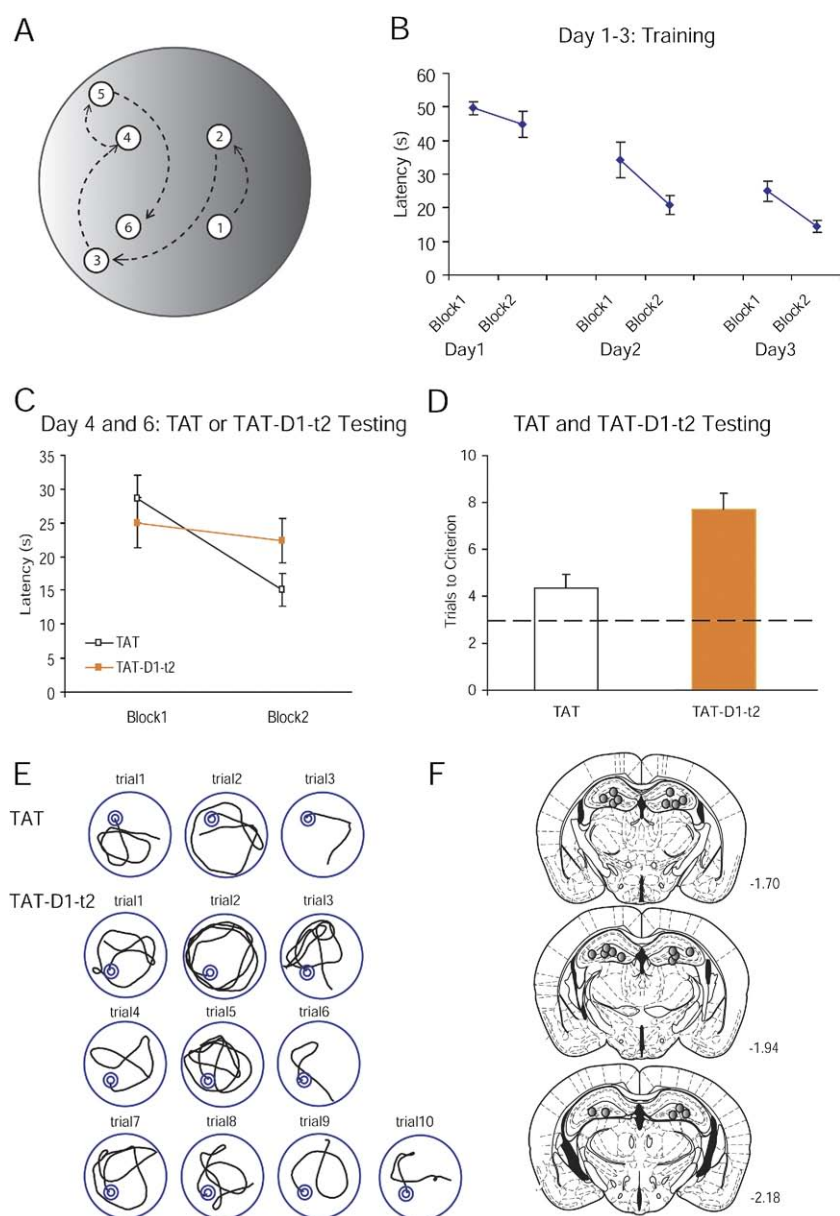 A
5
4
2
6
1
3
B
Day 1-3: Training
Latency (s)
60
50
40
30
20
10
0
Block1
Block2
Block1
Block2
Block1
Block2
Day1
Day2
Day3
C
Day 4 and 6: TAT or TAT-D1-t2 Testing
Latency (s)
35
30
25
20
15
10
5
0
TAT
TAT-D1-t2
Block1
Block2
D
TAT and TAT-D1-t2 Testing
Trials to Criterion
10
8
6
4
2
0
TAT
TAT-D1-t2
E
TAT
trial1
trial2
trial3
TAT-D1-t2
trial1
trial2
trial3
trial4
trial5
trial6
trial7
trial8
trial9
trial10
F
-1.70
-1.94
-2.18